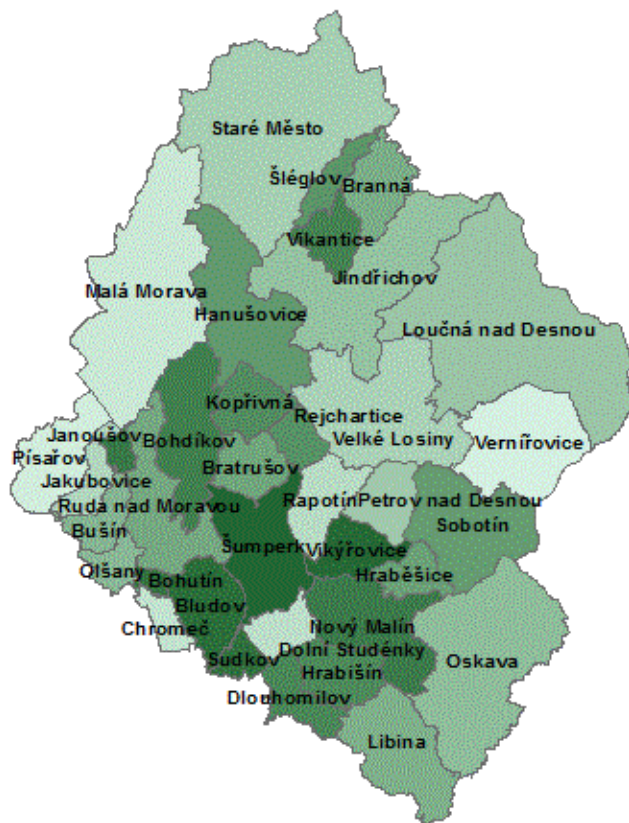 Staré Město
Šléglov
Branná
Vikantice
Jindřichov
Malá Morava
Hanušovice
Loučná nad Desnou
Kopřivná
Rejchartice
Janoušov
Bohdíkov
Velké Losiny
Vernířovice
Písařov
Bratrušov
Jakubovice
Rapotín
Petrov nad Desnou
Ruda nad Moravou
Sobotín
Bušín
Šumperk
Vikýřovice
Olšany
Bohutín
Hraběšice
Bludov
Chromeč
Nový Malín
Dolní Studénky
Sudkov
Hrabišín
Oskava
Dlouhomilov
Libina